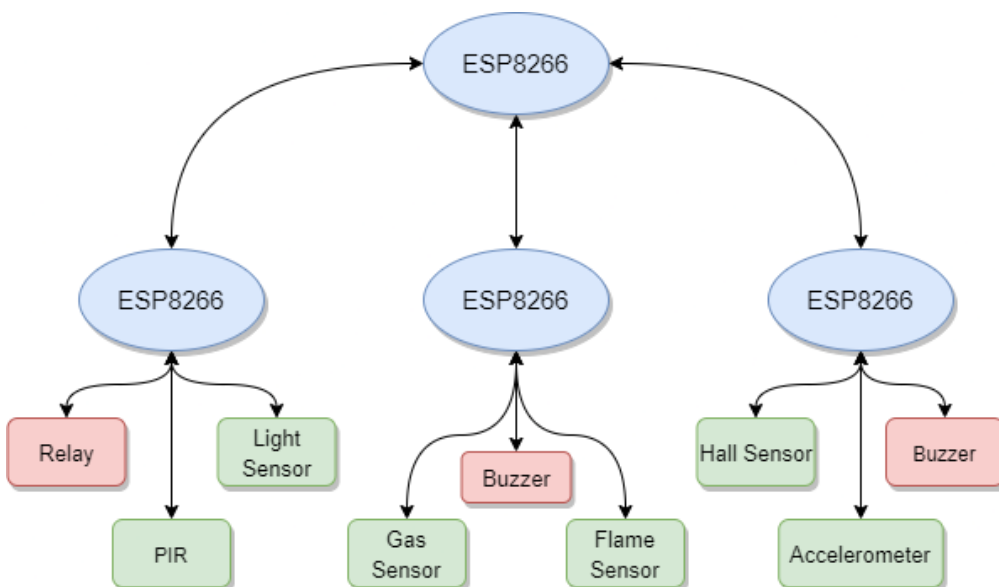 ESP8266
ESP8266
ESP8266
ESP8266
Relay
Light
Sensor
PIR
Buzzer
Gas
Sensor
Flame
Sensor
Hall Sensor
Buzzer
Accelerometer